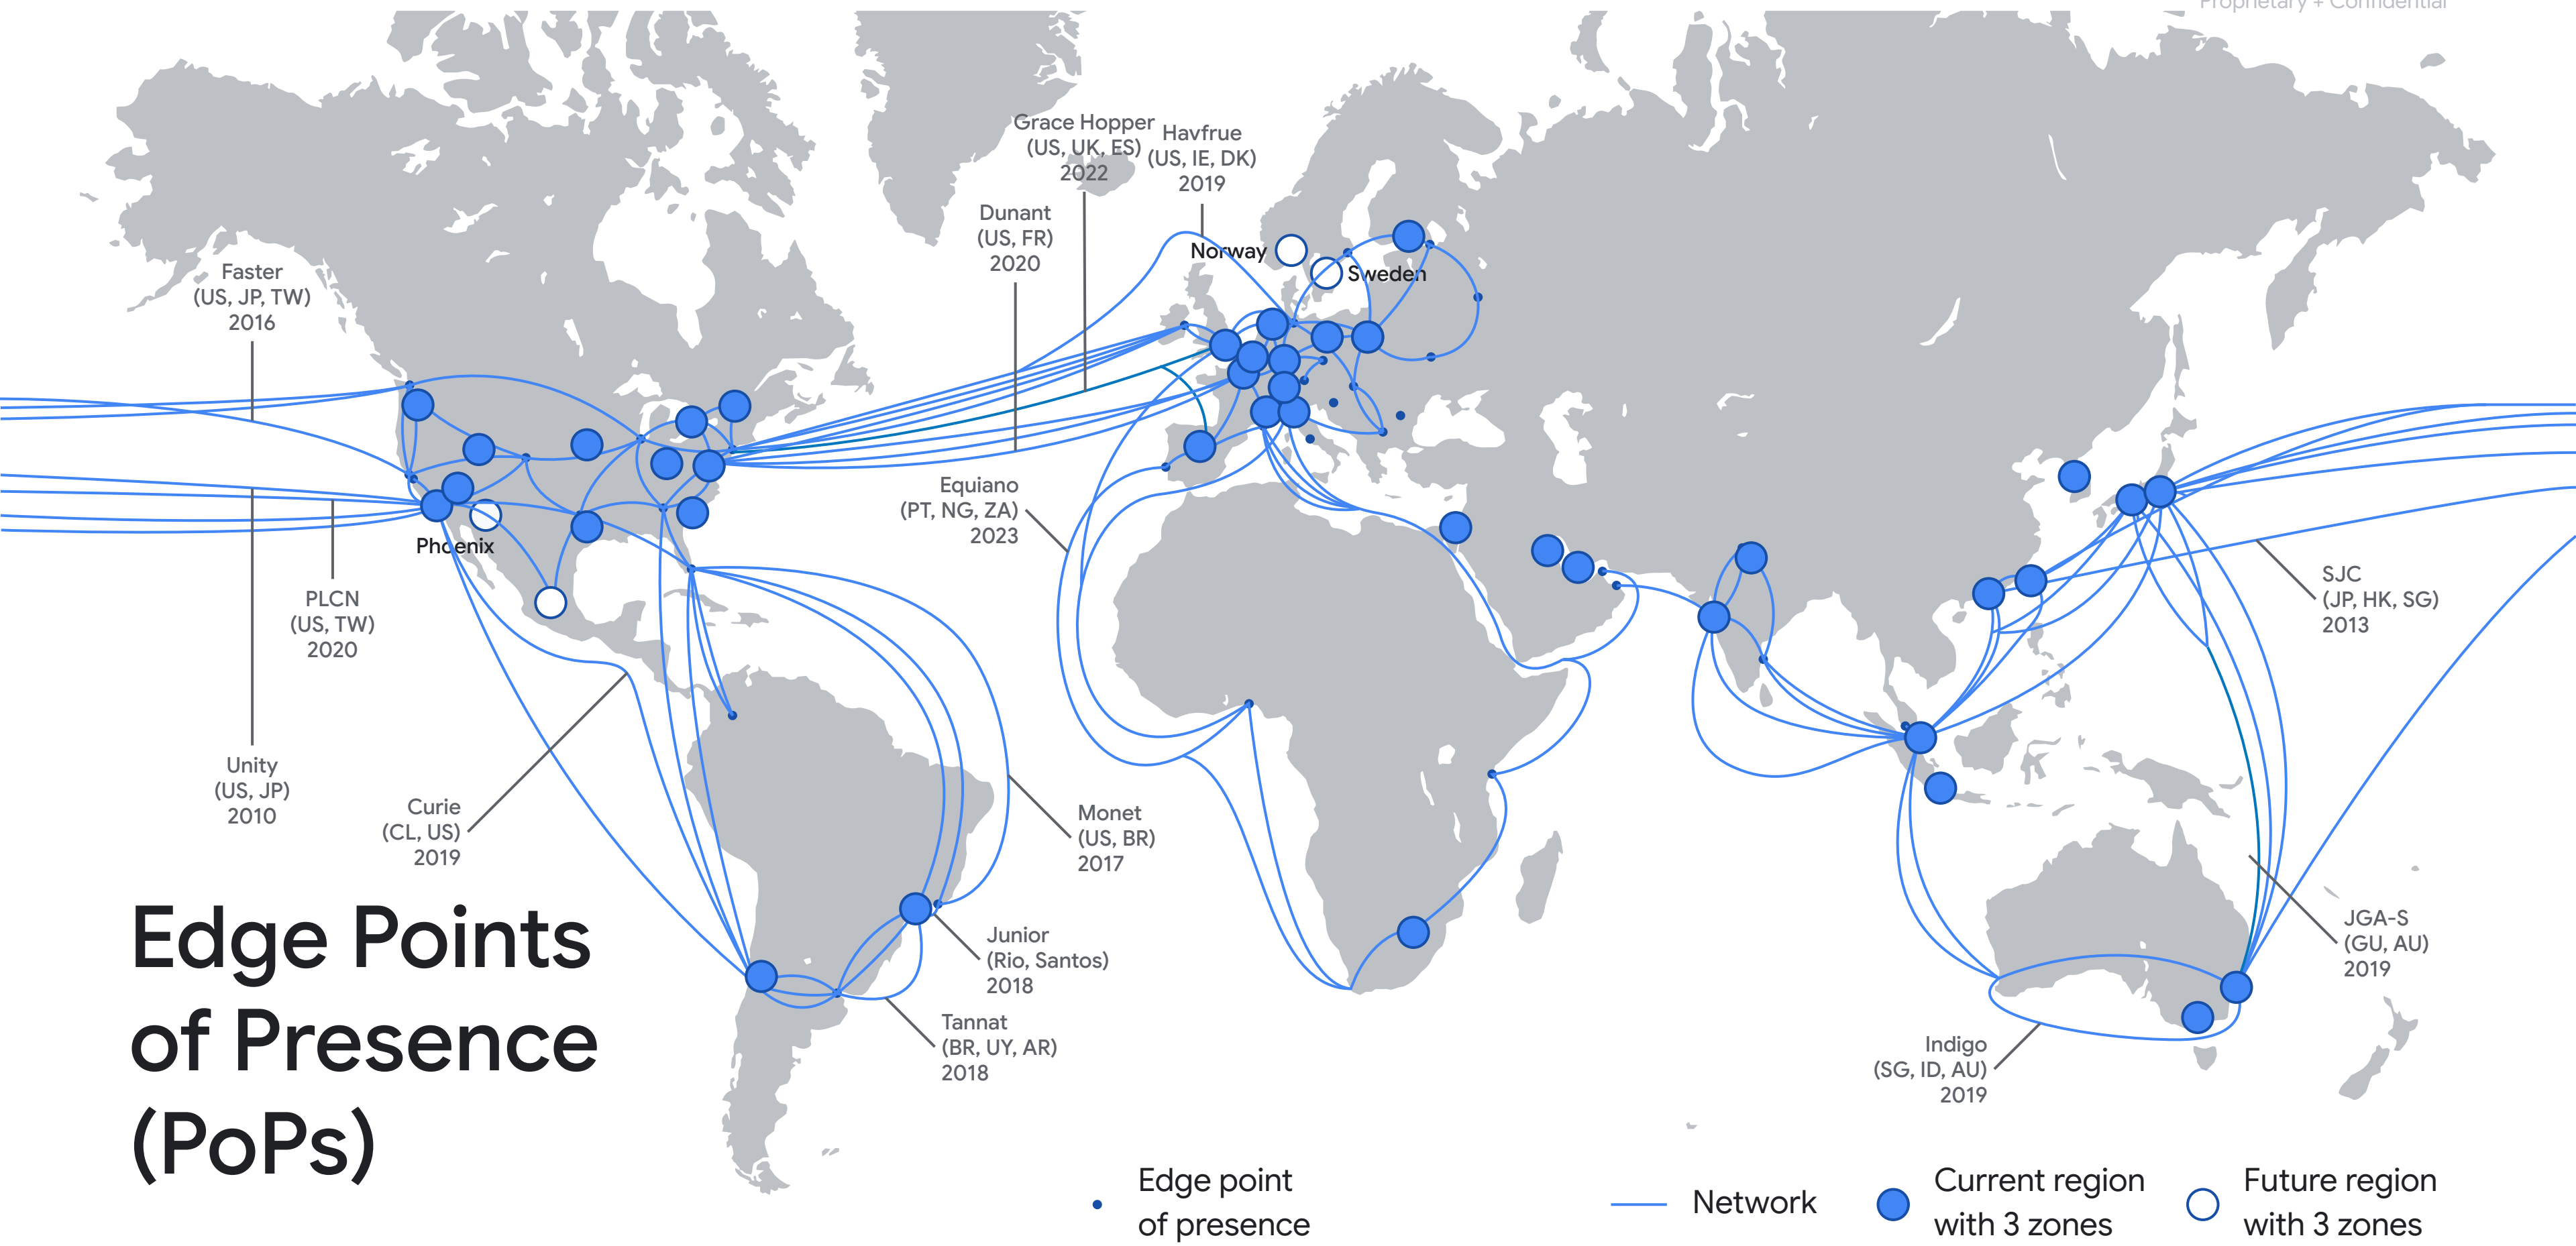 Proprietary + Confidential
Grace Hopper
(US, UK, ES)
2022
Havfrue
(US, IE, DK)
2019
Dunant
(US, FR)
2020
Norway
Sweden
Faster
(US, JP, TW)
2016
Equiano
(PT, NG, ZA)
2023
Phoenix
PLCN
(US, TW)
2020
SJC
(JP, HK, SG)
2013
Unity
(US, JP)
2010
Curie
(CL, US)
2019
Monet
(US, BR)
2017
Junior
(Rio, Santos)
2018
Tannat
(BR, UY, AR)
2018
JGA-S
(GU, AU)
2019
Indigo
(SG, ID, AU)
2019
Edge Points
of Presence
(PoPs)
Edge point
of presence
Network
Current region
with 3 zones
Future region
with 3 zones